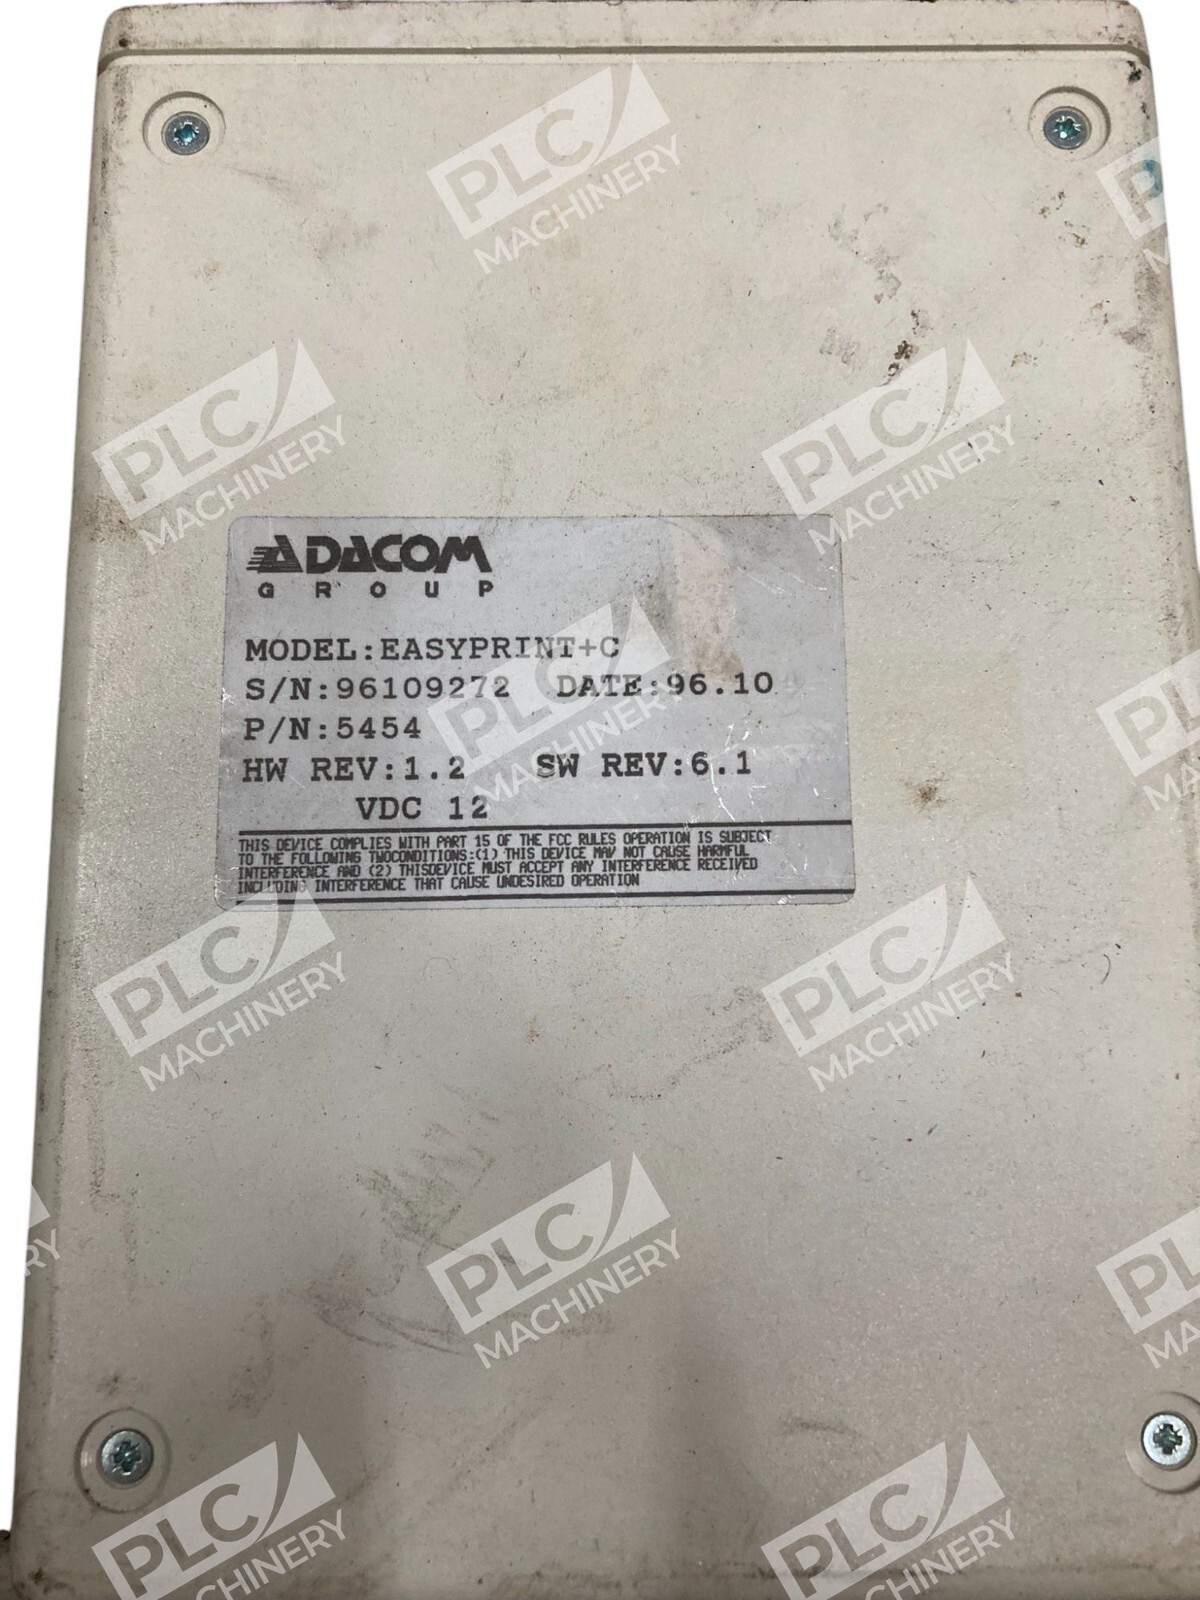 PLC
MACHINERY
ADACOM
GROUP
MODEL:EASYPRINT+C
S/N:96109272 DATE:96.10
P/N:5454
HW REV:1.2 SW REV:6.1
VDC 12
THIS DEVICE COMPLIES WITH PART 15 OF THE FCC RULES OPERATION IS SUBJECT
TO THE FOLLOWING TWOCONDITIONS:(1) THIS DEVICE MAV NOT CAUSE HARMFUL
INTERFERENCE AND (2) THISDEVICE MUST ACCEPT ANY INTERFERENCE RECEIVED
INCLUDING INTERFERENCE THAT CAUSE UNDESIRED OPERATION